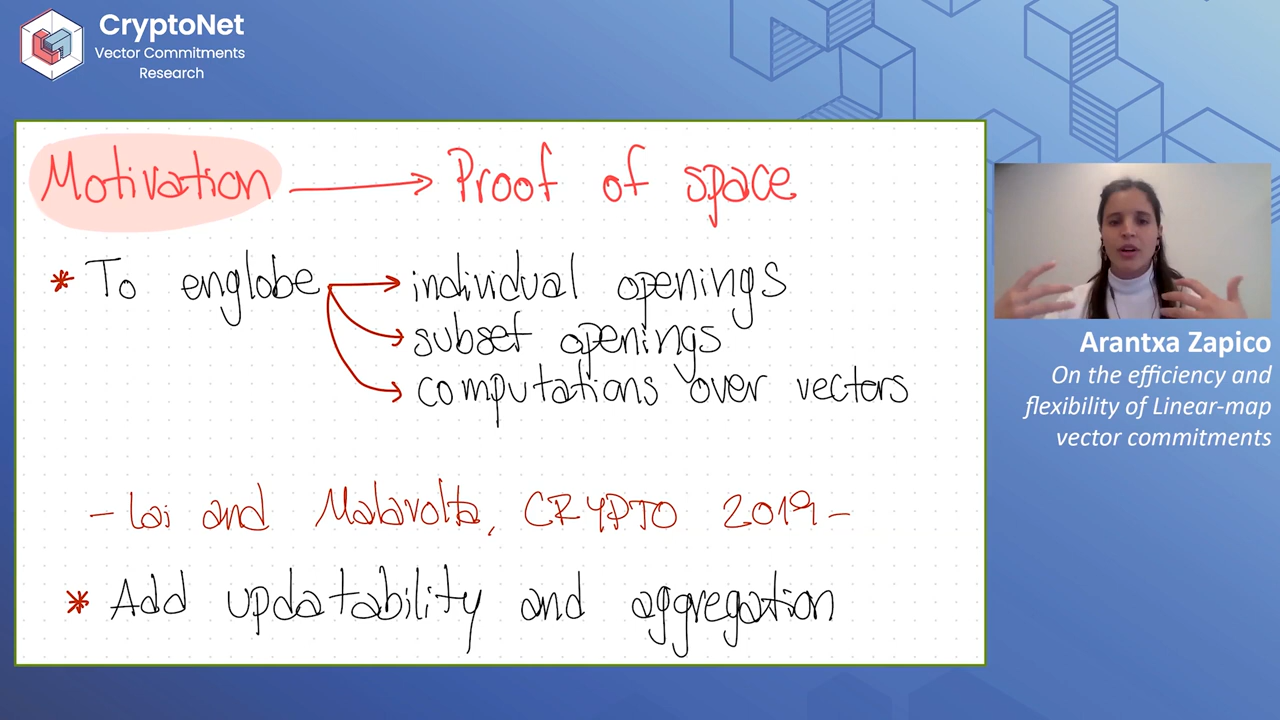 CryptoNet
Vector Commitments
Research
Motivation → Proof of space
* To englobe → individual openings
→ subset openings
→ computations over vectors
- Lai and Malavolta, CRYPTO 2019 -
* Add updatability and aggregation
Arantxa Zapico
On the efficiency and
flexibility of Linear-map
vector commitments